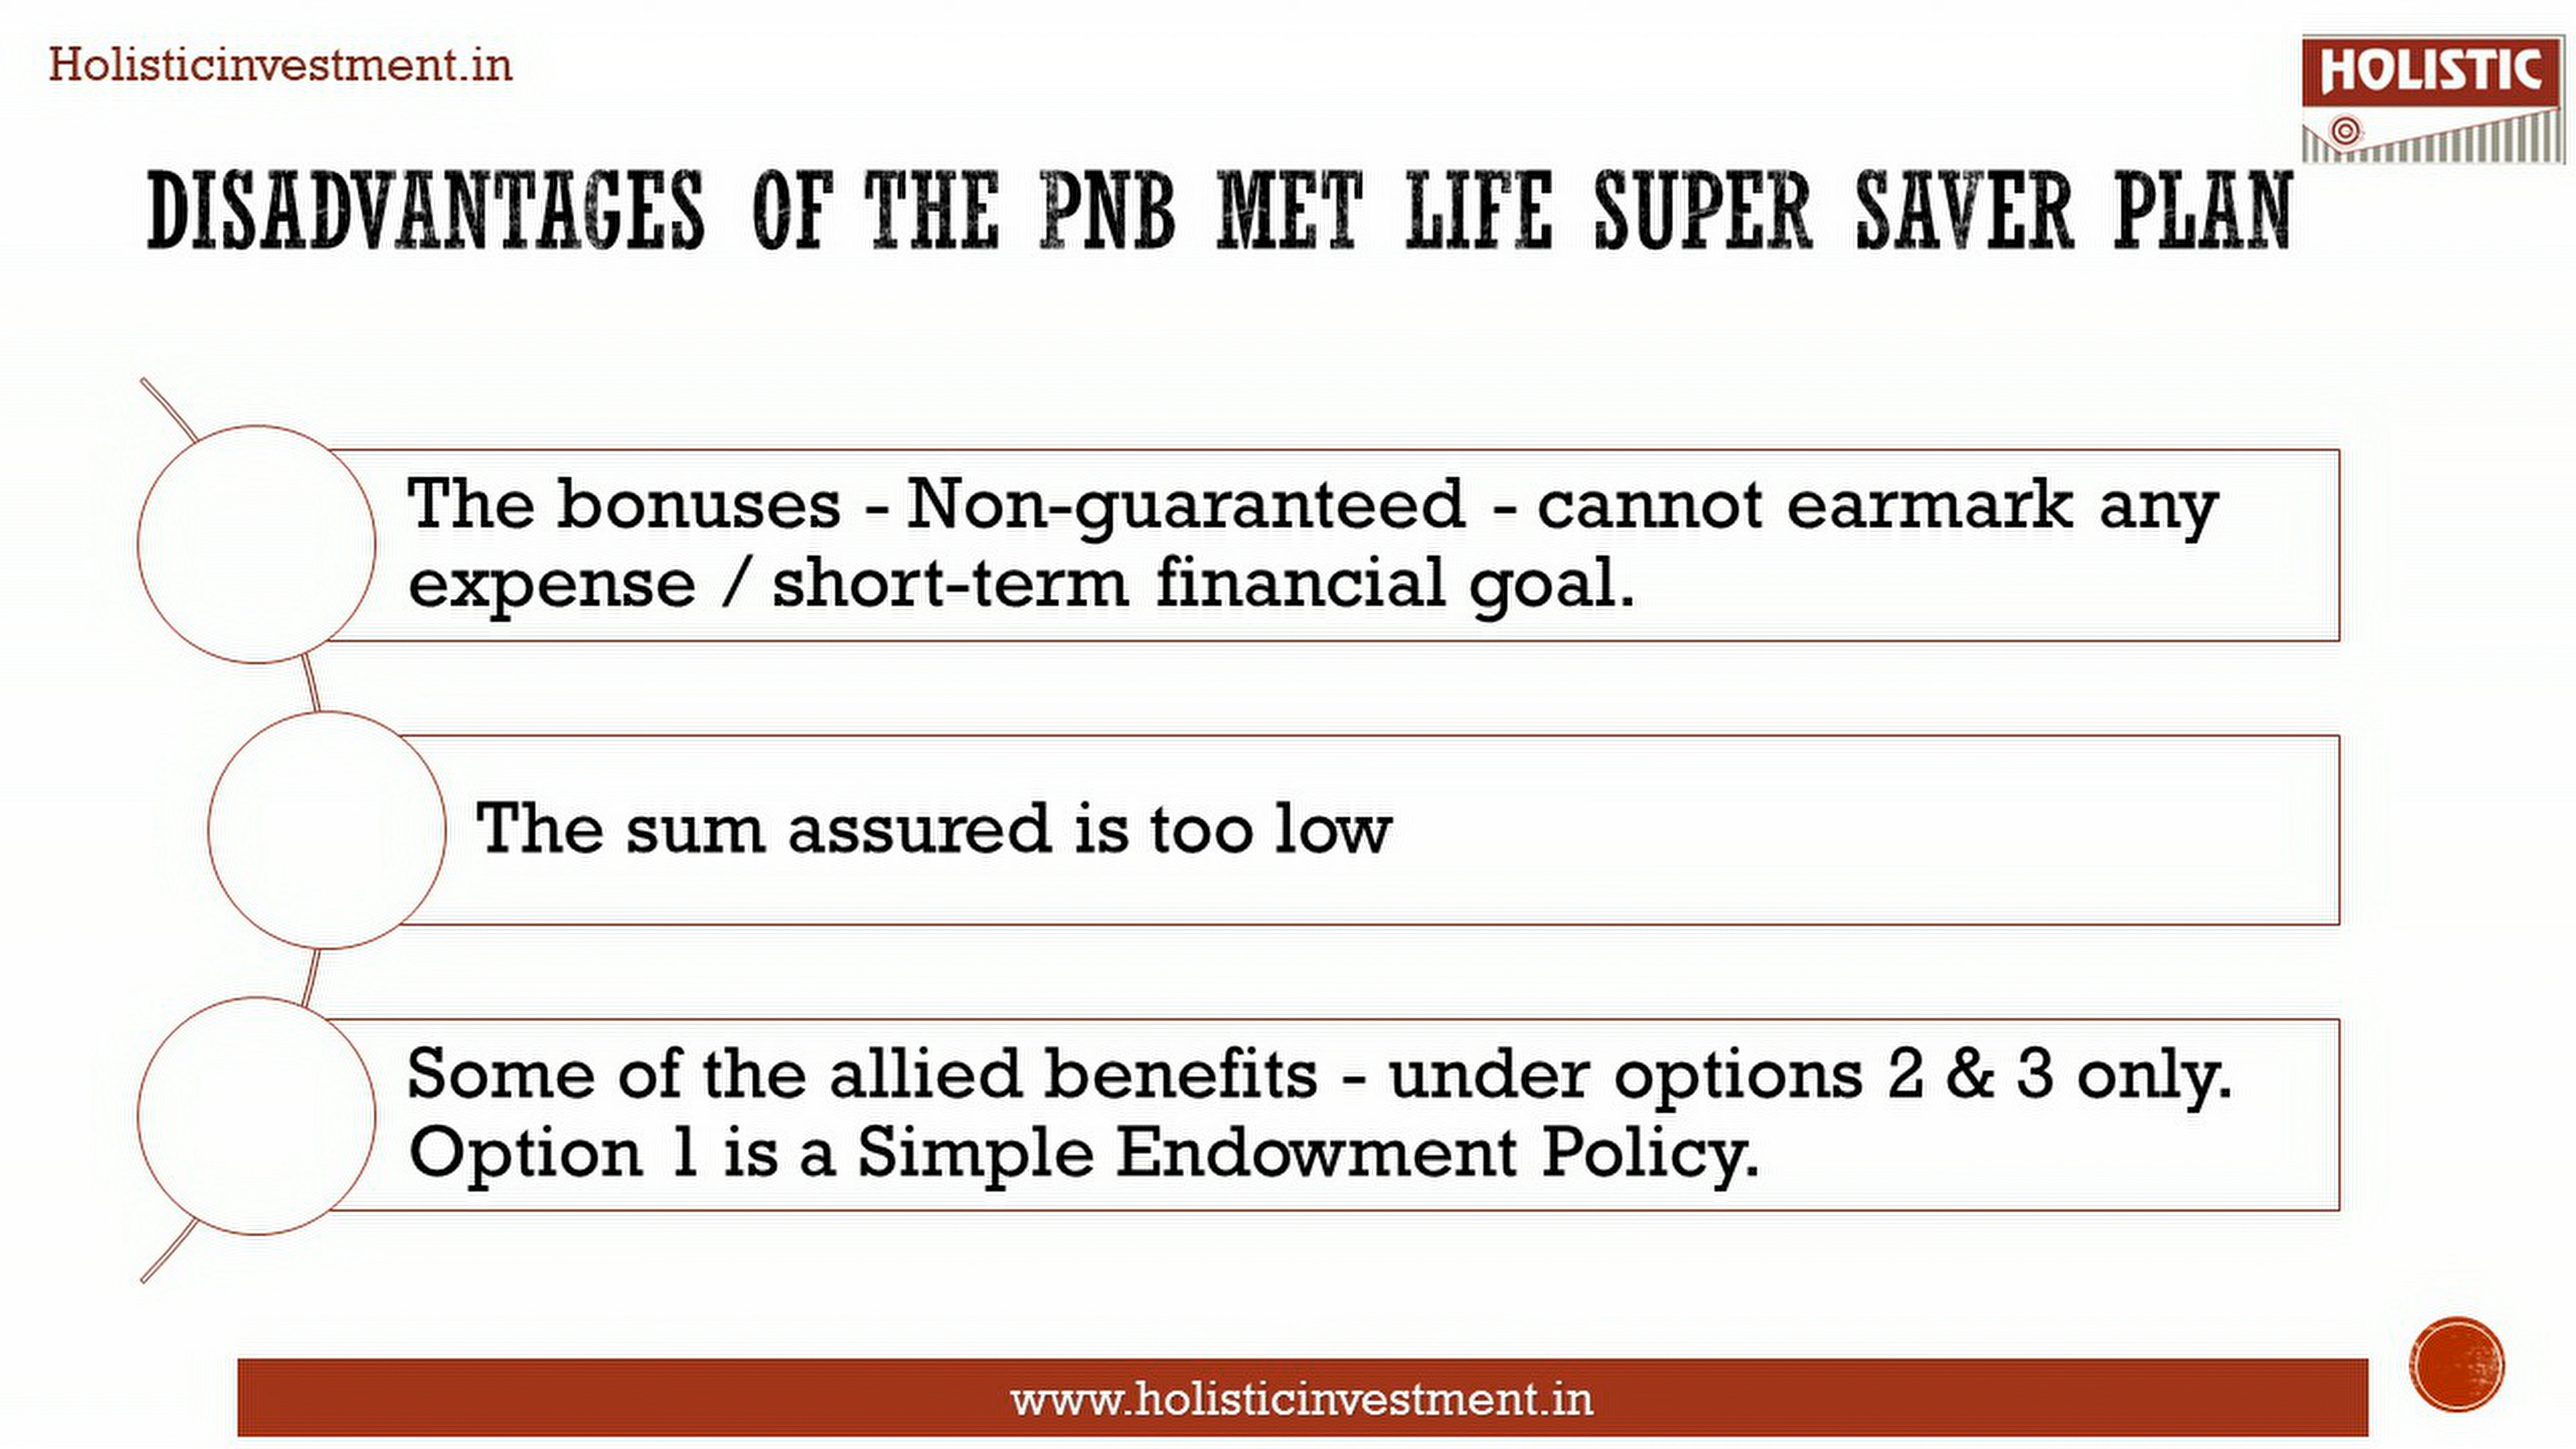 Holisticinvestment.in
HOLISTIC
DISADVANTAGES OF THE PNB MET LIFE SUPER SAVER PLAN
The bonuses - Non-guaranteed - cannot earmark any
expense / short-term financial goal.
The sum assured is too low
Some of the allied benefits - under options 2 & 3 only.
Option 1 is a Simple Endowment Policy.
www.holisticinvestment.in